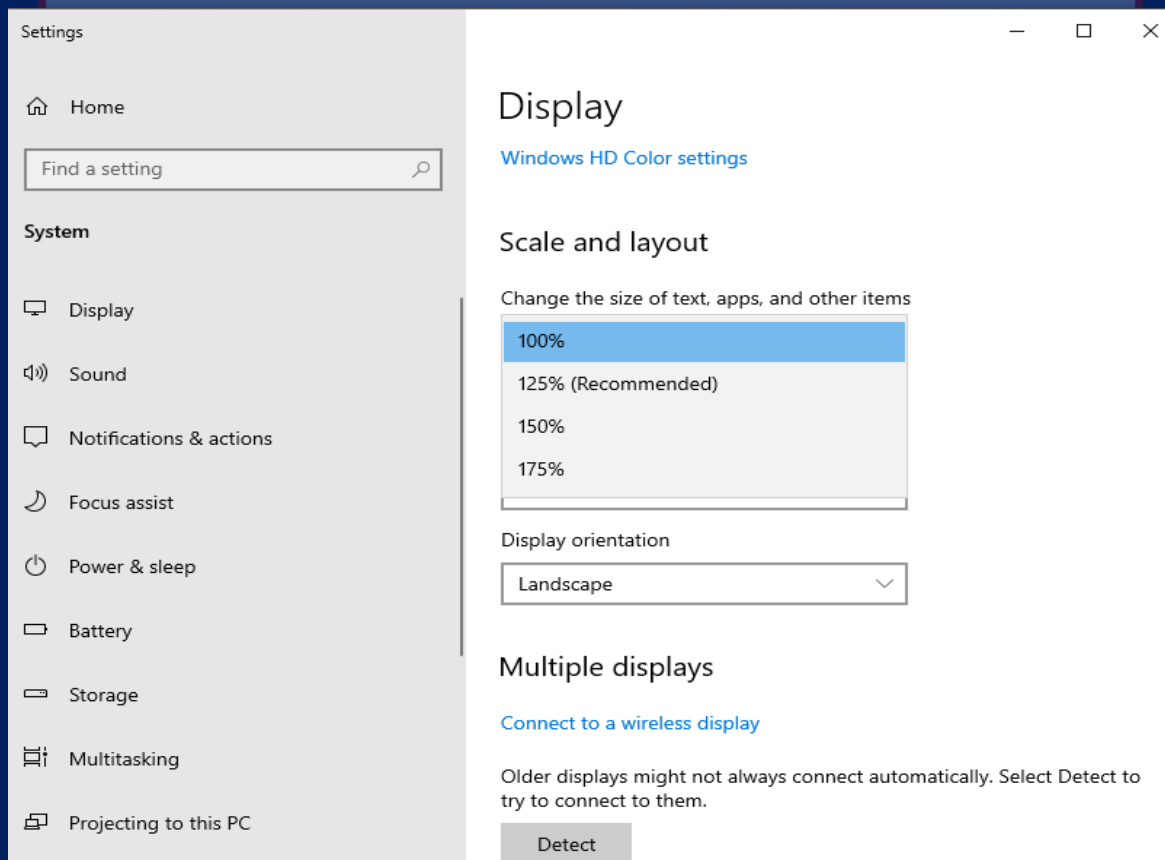 Settings
Home
Find a setting
System
Display
Sound
Notifications & actions
Focus assist
Power & sleep
Battery
Storage
Multitasking
Projecting to this PC
Display
Windows HD Color settings
Scale and layout
Change the size of text, apps, and other items
100%
125% (Recommended)
150%
175%
Display orientation
Landscape
Multiple displays
Connect to a wireless display
Older displays might not always connect automatically. Select Detect to
try to connect to them.
Detect